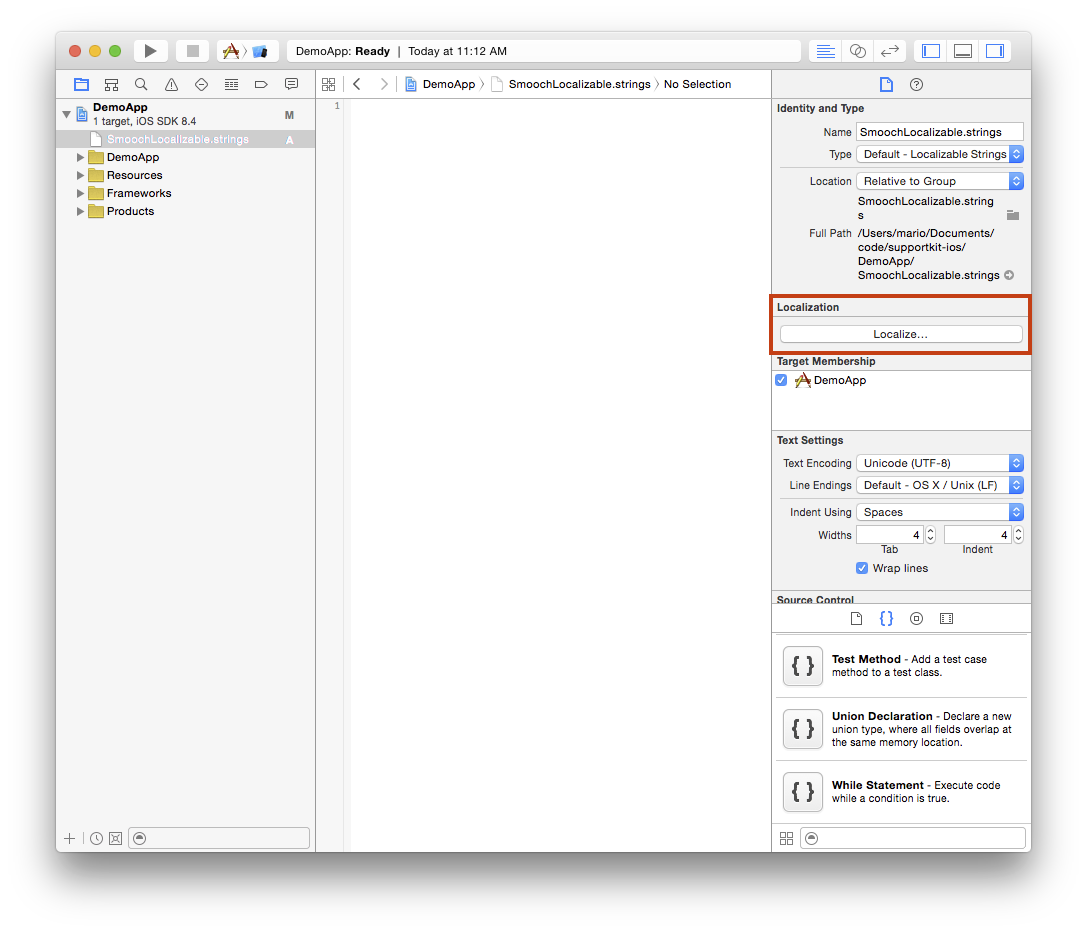 DemoApp: Ready | Today at 11:12 AM
DemoApp
SmoochLocalizable.strings
No Selection
DemoApp
1 target, iOS SDK 8.4
M
SmoochLocalizable.strings
A
DemoApp
Resources
Frameworks
Products
1
Identity and Type
Name SmoochLocalizable.strings
Type Default - Localizable Strings
Location Relative to Group
SmoochLocalizable.string
s
Full Path /Users/mario/Documents/
code/supportkit-ios/
DemoApp/
SmoochLocalizable.strings
Localization
Localize...
Target Membership
DemoApp
Text Settings
Text Encoding Unicode (UTF-8)
Line Endings Default - OS X / Unix (LF)
Indent Using Spaces
Widths 4 4
Tab Indent
Wrap lines
Source Control
{ } Test Method - Add a test case
method to a test class.
{ } Union Declaration - Declare a new
union type, where all fields overlap at
the same memory location.
{ } While Statement - Execute code
while a condition is true.